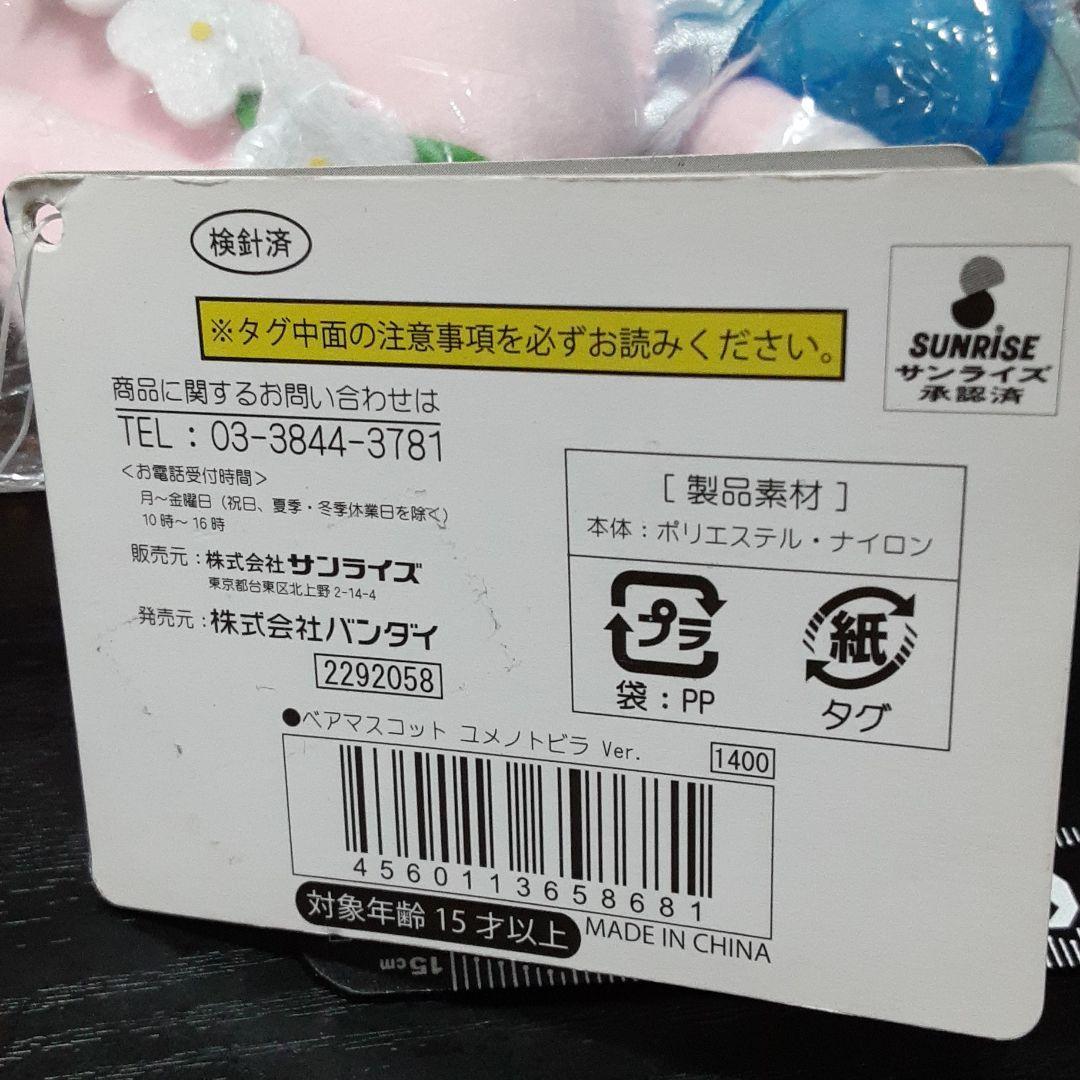 検針済
※タグ中面の注意事項を必ずお読みください。
SUNRISE
サンライズ
承認済
商品に関するお問い合わせは
TEL : 03-3844-3781
<お電話受付時間>
月〜金曜日（祝日、夏季・冬季休業日を除く）
10時〜16時
販売元：株式会社サンライズ
東京都台東区北上野2-14-4
発売元：株式会社バンダイ
2292058
[ 製品素材 ]
本体：ポリエステル・ナイロン
プラ
袋：PP
紙
タグ
●ベアマスコット ユメノトビラ Ver.
1400
4560113658681
対象年齢15才以上
MADE IN CHINA
15cm